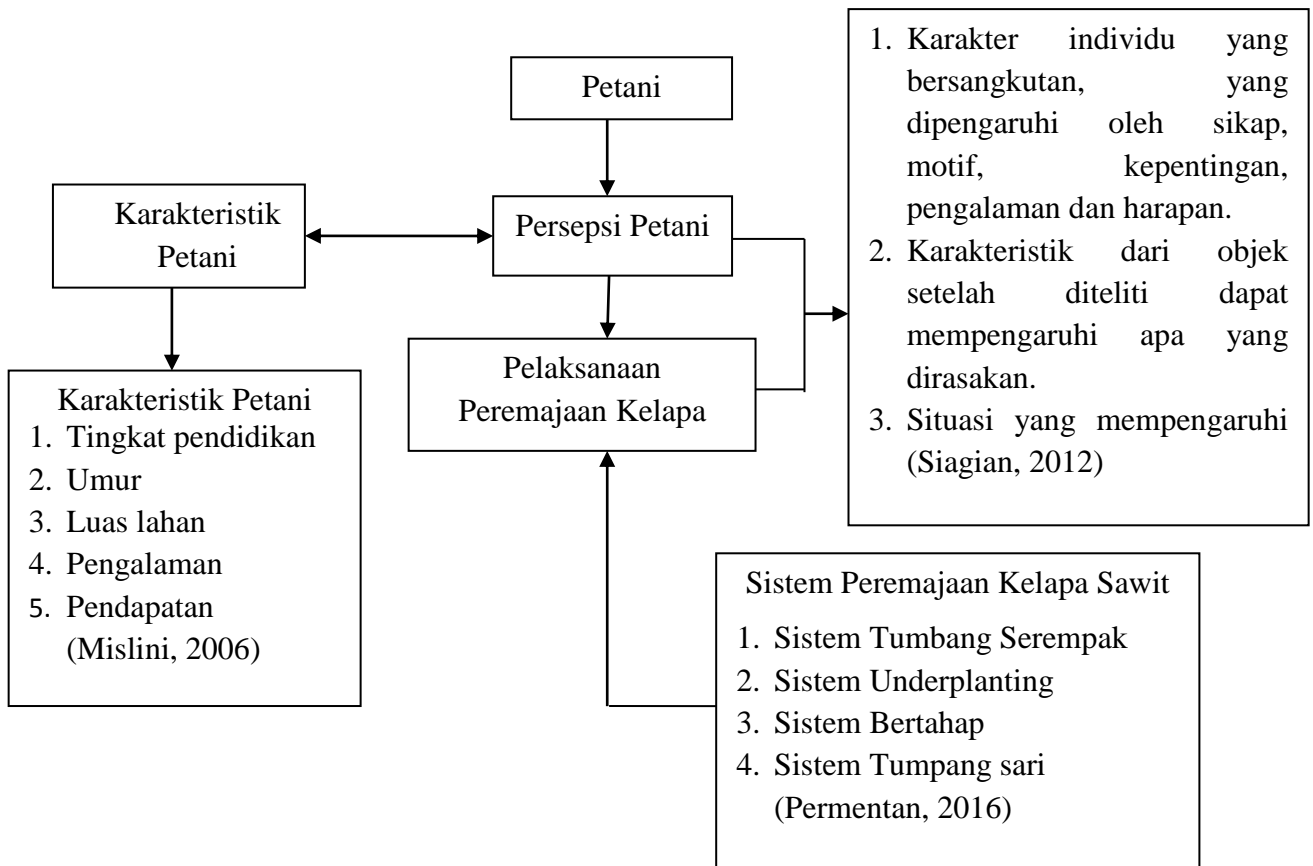 Petani
Karakteristik
Petani
Persepsi Petani
Pelaksanaan
Peremajaan Kelapa
Karakteristik Petani
1. Tingkat pendidikan
2. Umur
3. Luas lahan
4. Pengalaman
5. Pendapatan
(Mislini, 2006)
1. Karakter individu yang
bersangkutan, yang
dipengaruhi oleh sikap,
motif, kepentingan,
pengalaman dan harapan.
2. Karakteristik dari objek
setelah diteliti dapat
mempengaruhi apa yang
dirasakan.
3. Situasi yang mempengaruhi
(Siagian, 2012)
Sistem Peremajaan Kelapa Sawit
1. Sistem Tumbang Serempak
2. Sistem Underplanting
3. Sistem Bertahap
4. Sistem Tumpang sari
(Permentan, 2016)